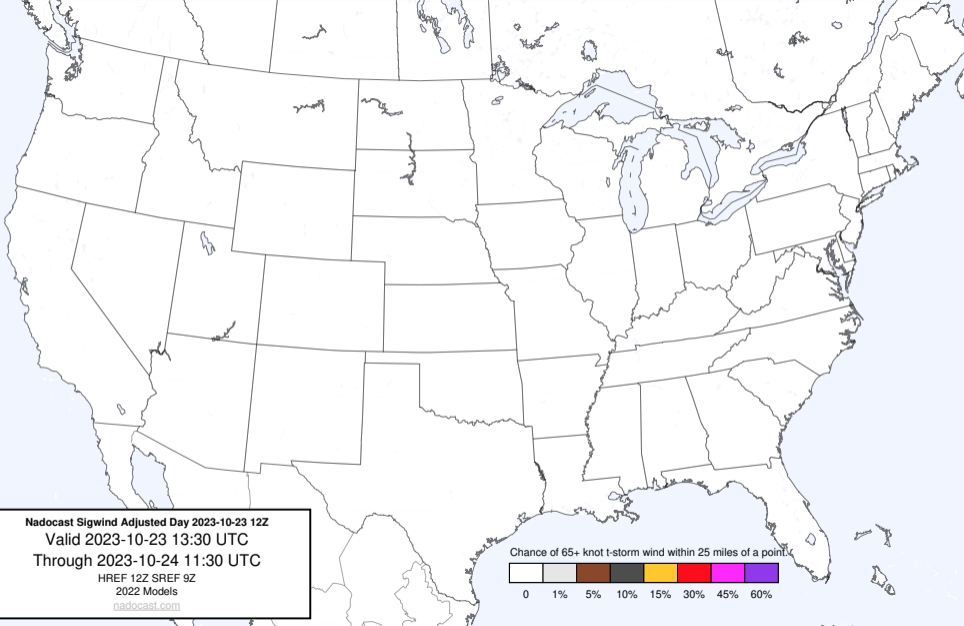 Nadocast Sigwind Adjusted Day 2023-10-23 12Z
Valid 2023-10-23 13:30 UTC
Through 2023-10-24 11:30 UTC
HREF 12Z SREF 9Z
2022 Models
nadocast.com
Chance of 65+ knot t-storm wind within 25 miles of a point.
0 1% 5% 10% 15% 30% 45% 60%